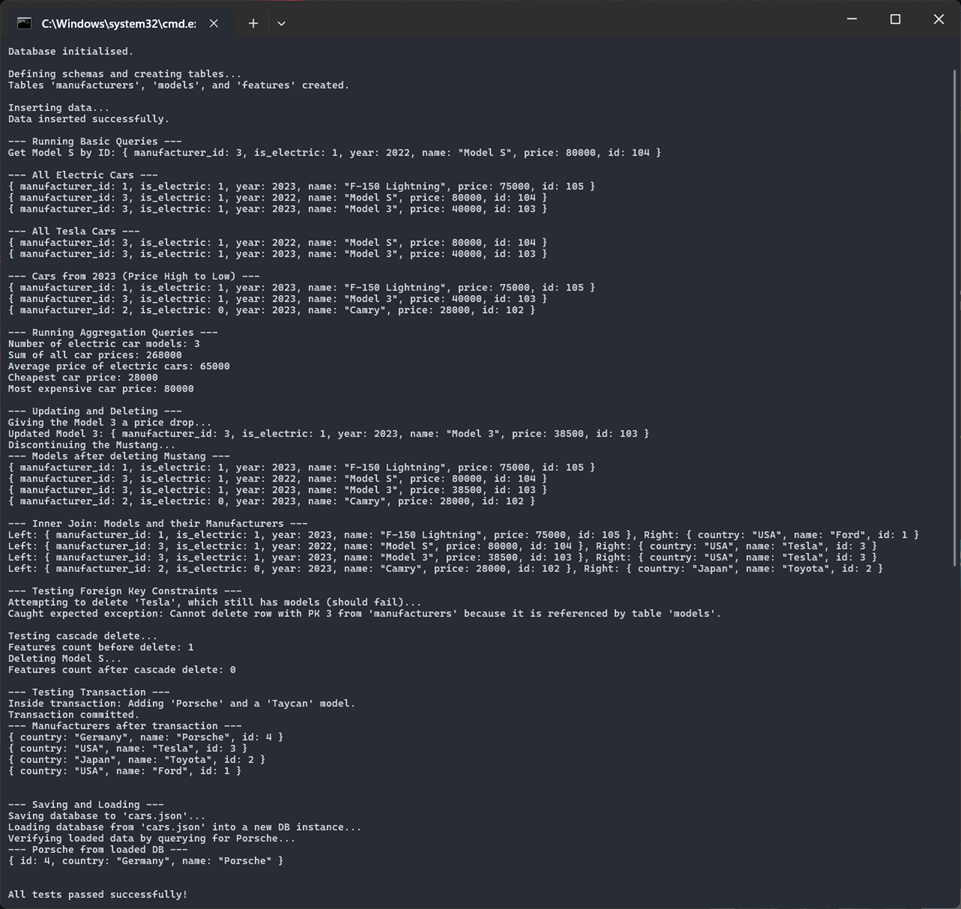 C:\Windows\system32\cmd.e:
Database initialised.
Defining schemas and creating tables...
Tables 'manufacturers', 'models', and 'features' created.
Inserting data...
Data inserted successfully.
--- Running Basic Queries ---
Get Model S by ID: { manufacturer_id: 3, is_electric: 1, year: 2022, name: "Model S", price: 80000, id: 104 }
--- All Electric Cars ---
{ manufacturer_id: 1, is_electric: 1, year: 2023, name: "F-150 Lightning", price: 75000, id: 105 }
{ manufacturer_id: 3, is_electric: 1, year: 2022, name: "Model S", price: 80000, id: 104 }
{ manufacturer_id: 3, is_electric: 1, year: 2023, name: "Model 3", price: 40000, id: 103 }
--- All Tesla Cars ---
{ manufacturer_id: 3, is_electric: 1, year: 2022, name: "Model S", price: 80000, id: 104 }
{ manufacturer_id: 3, is_electric: 1, year: 2023, name: "Model 3", price: 40000, id: 103 }
--- Cars from 2023 (Price High to Low) ---
{ manufacturer_id: 1, is_electric: 1, year: 2023, name: "F-150 Lightning", price: 75000, id: 105 }
{ manufacturer_id: 3, is_electric: 1, year: 2023, name: "Model 3", price: 40000, id: 103 }
{ manufacturer_id: 2, is_electric: 0, year: 2023, name: "Camry", price: 28000, id: 102 }
--- Running Aggregation Queries ---
Number of electric car models: 3
Sum of all car prices: 268000
Average price of electric cars: 65000
Cheapest car price: 28000
Most expensive car price: 80000
--- Updating and Deleting ---
Giving the Model 3 a price drop...
Updated Model 3: { manufacturer_id: 3, is_electric: 1, year: 2023, name: "Model 3", price: 38500, id: 103 }
Discontinuing the Mustang...
--- Models after deleting Mustang ---
{ manufacturer_id: 1, is_electric: 1, year: 2023, name: "F-150 Lightning", price: 75000, id: 105 }
{ manufacturer_id: 3, is_electric: 1, year: 2022, name: "Model S", price: 80000, id: 104 }
{ manufacturer_id: 3, is_electric: 1, year: 2023, name: "Model 3", price: 38500, id: 103 }
{ manufacturer_id: 2, is_electric: 0, year: 2023, name: "Camry", price: 28000, id: 102 }
--- Inner Join: Models and their Manufacturers ---
Left: { manufacturer_id: 1, is_electric: 1, year: 2023, name: "F-150 Lightning", price: 75000, id: 105 }, Right: { country: "USA", name: "Ford", id: 1 }
Left: { manufacturer_id: 3, is_electric: 1, year: 2022, name: "Model S", price: 80000, id: 104 }, Right: { country: "USA", name: "Tesla", id: 3 }
Left: { manufacturer_id: 3, is_electric: 1, year: 2023, name: "Model 3", price: 38500, id: 103 }, Right: { country: "USA", name: "Tesla", id: 3 }
Left: { manufacturer_id: 2, is_electric: 0, year: 2023, name: "Camry", price: 28000, id: 102 }, Right: { country: "Japan", name: "Toyota", id: 2 }
--- Testing Foreign Key Constraints ---
Attempting to delete 'Tesla', which still has models (should fail)...
Caught expected exception: Cannot delete row with PK 3 from 'manufacturers' because it is referenced by table 'models'.
Testing cascade delete...
Features count before delete: 1
Deleting Model S...
Features count after cascade delete: 0
--- Testing Transaction ---
Inside transaction: Adding 'Porsche' and a 'Taycan' model.
Transaction committed.
--- Manufacturers after transaction ---
{ country: "Germany", name: "Porsche", id: 4 }
{ country: "USA", name: "Tesla", id: 3 }
{ country: "Japan", name: "Toyota", id: 2 }
{ country: "USA", name: "Ford", id: 1 }
--- Saving and Loading ---
Saving database to 'cars.json'...
Loading database from 'cars.json' into a new DB instance...
Verifying loaded data by querying for Porsche...
--- Porsche from loaded DB ---
{ id: 4, country: "Germany", name: "Porsche" }
All tests passed successfully!